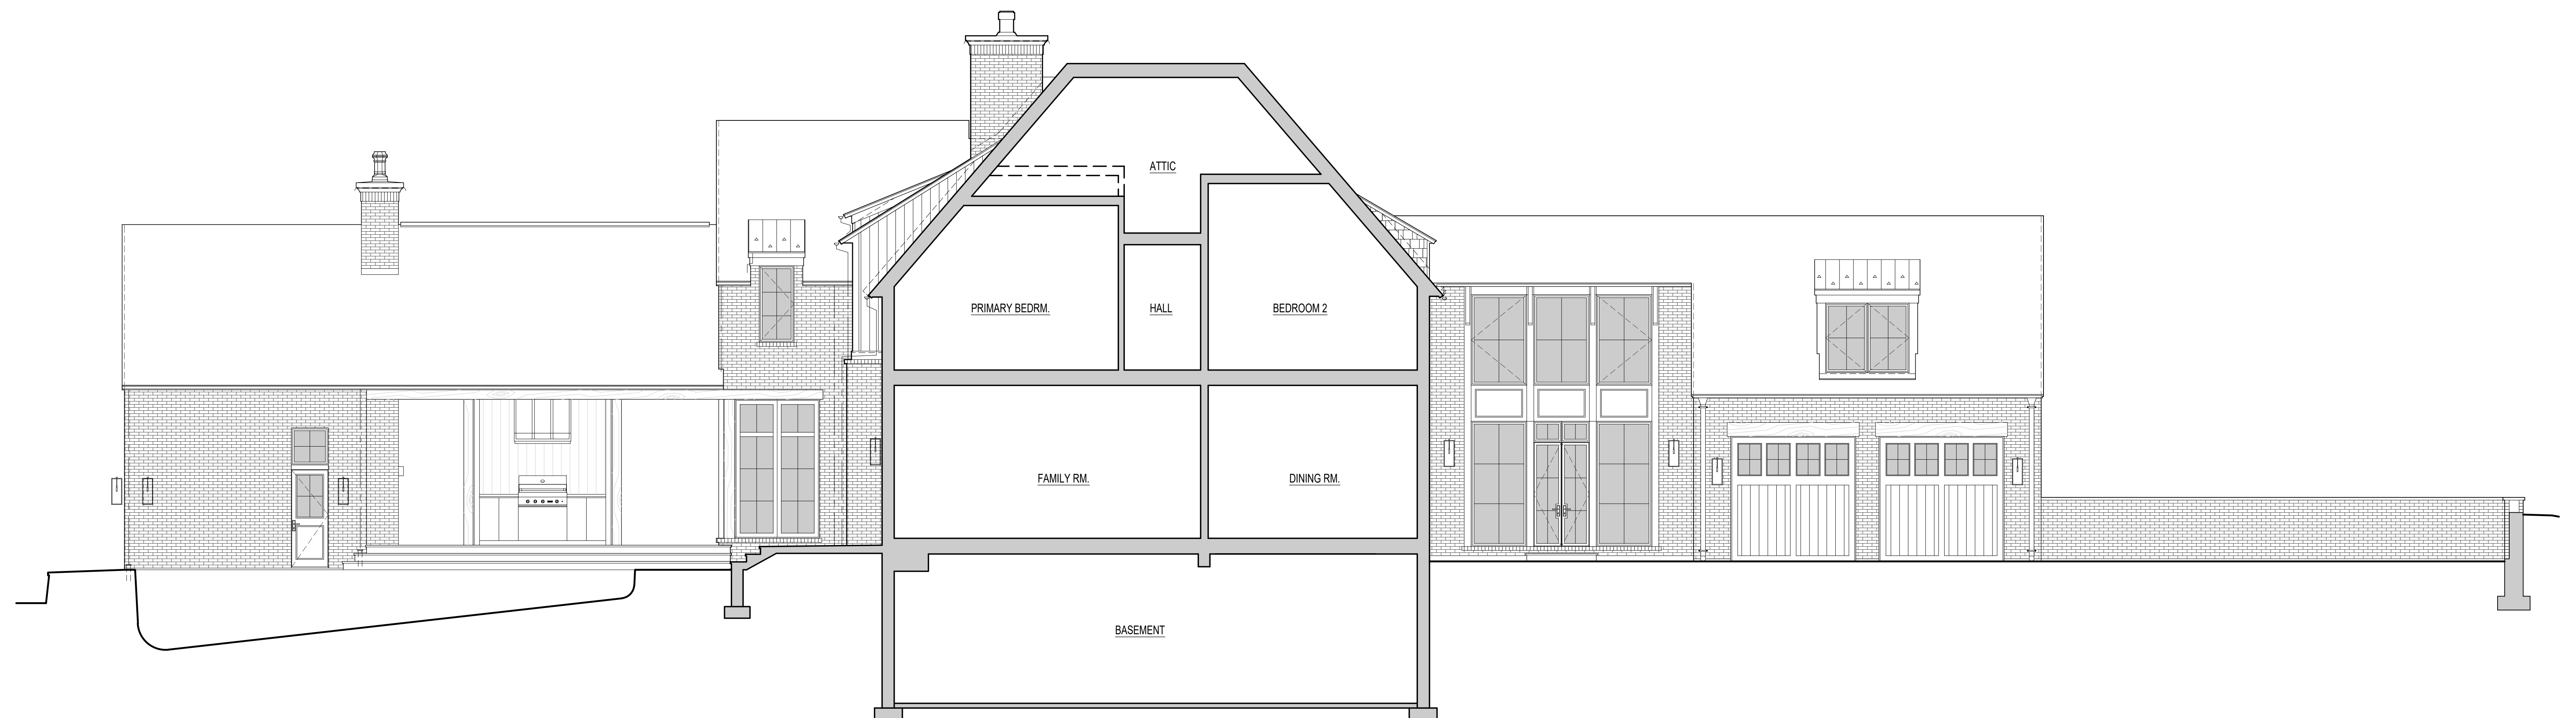 ATTIC
PRIMARY BEDRM.
HALL
BEDROOM 2
FAMILY RM.
DINING RM.
BASEMENT